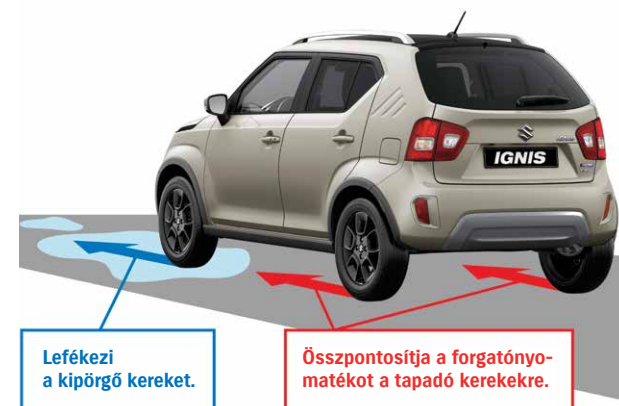 IGNIS
Lefékezi
a kipörgő kereket.
Összpontosítja a forgatónyo-
matékot a tapadó kerekekre.